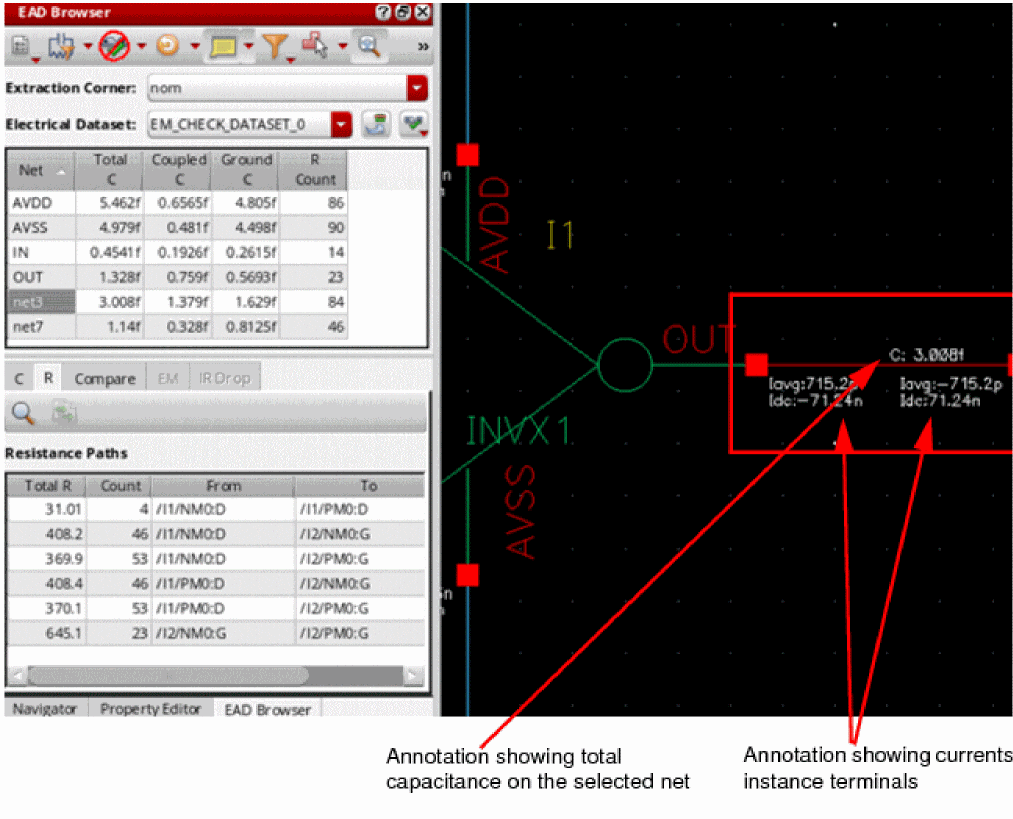 EAD Browser
Extraction Corner: nom
Electrical Dataset: EM_CHECK_DATASET_0
Net Total C Coupled C Ground C R Count
AVDD 5.462f 0.6565f 4.805f 86
AVSS 4.979f 0.481f 4.498f 90
IN 0.4541f 0.1926f 0.2615f 14
OUT 1.328f 0.759f 0.5693f 23
net3 3.008f 1.379f 1.629f 84
net7 1.14f 0.328f 0.8125f 46
C R Compare EM IR Drop
Resistance Paths
Total R Count From To
31.01 4 /I1/NM0:D /I1/PM0:D
408.2 46 /I1/NM0:D /I2/NM0:G
369.9 53 /I1/NM0:D /I2/PM0:G
408.4 46 /I1/PM0:D /I2/NM0:G
370.1 53 /I1/PM0:D /I2/PM0:G
645.1 23 /I2/NM0:G /I2/PM0:G
Navigator Property Editor EAD Browser
AVDD
I1
OUT
C: 3.008f
Iavg:715.2p
Idc:-71.24n
Iavg:-715.2p
Idc:71.24n
INVX1
AVSS
Annotation showing total
capacitance on the selected net
Annotation showing currents
instance terminals